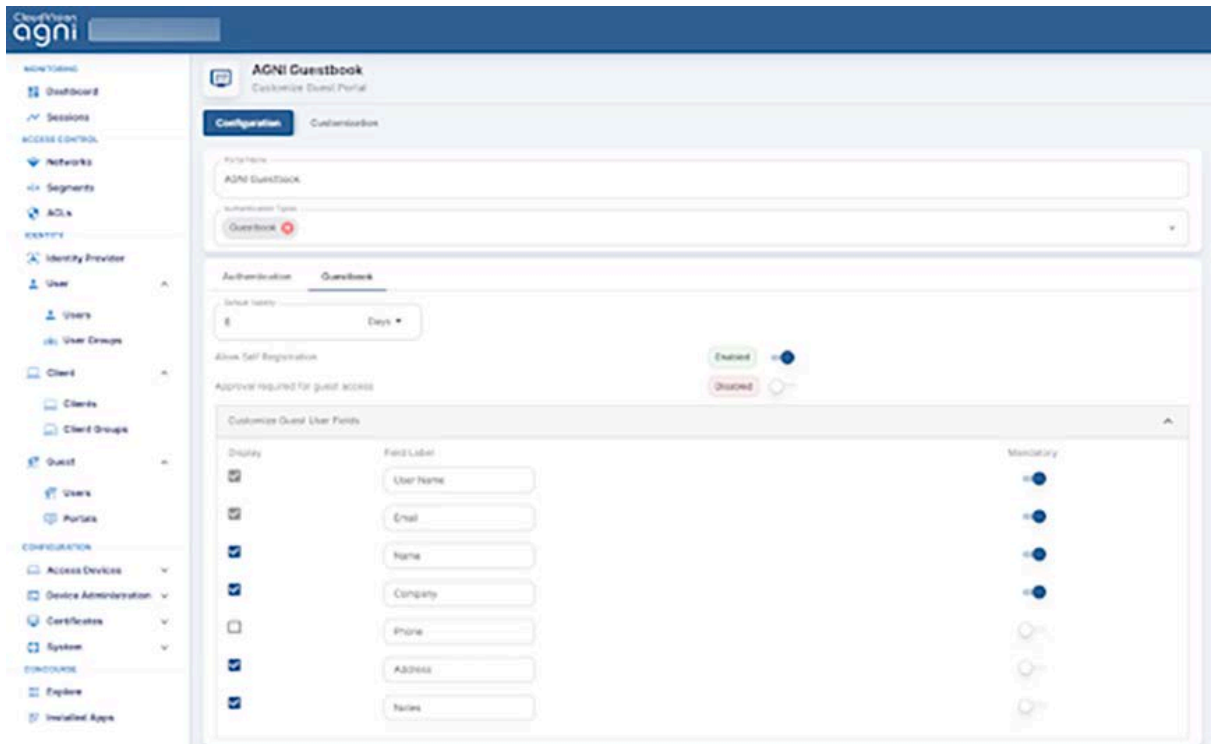 CloudVision
agni
MONITORING
Dashboard
Sessions
ACCESS CONTROL
Networks
Segments
ACLs
IDENTITY
Identity Provider
User
Users
User Groups
Client
Clients
Client Groups
Guest
Users
Portals
CONFIGURATION
Access Devices
Device Administration
Certificates
System
CONCOURSE
Explore
Installed Apps
AGNI Guestbook
Customize Guest Portal
Configuration Customization
Portal Name
AGNI Guestbook
Authentication Types
Guestbook
Authentication Guestbook
Default Validity
Days
Allow Self Registration Enabled
Approval required for guest access Disabled
Customize Guest User Fields
Display Field Label Mandatory
User Name
Email
Name
Company
Phone
Address
Notes